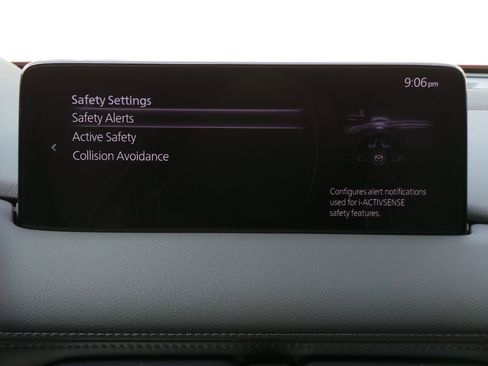 9:06pm
Safety Settings
Safety Alerts
Active Safety
Collision Avoidance
Configures alert notifications
used for i-ACTIVSENSE
safety features.